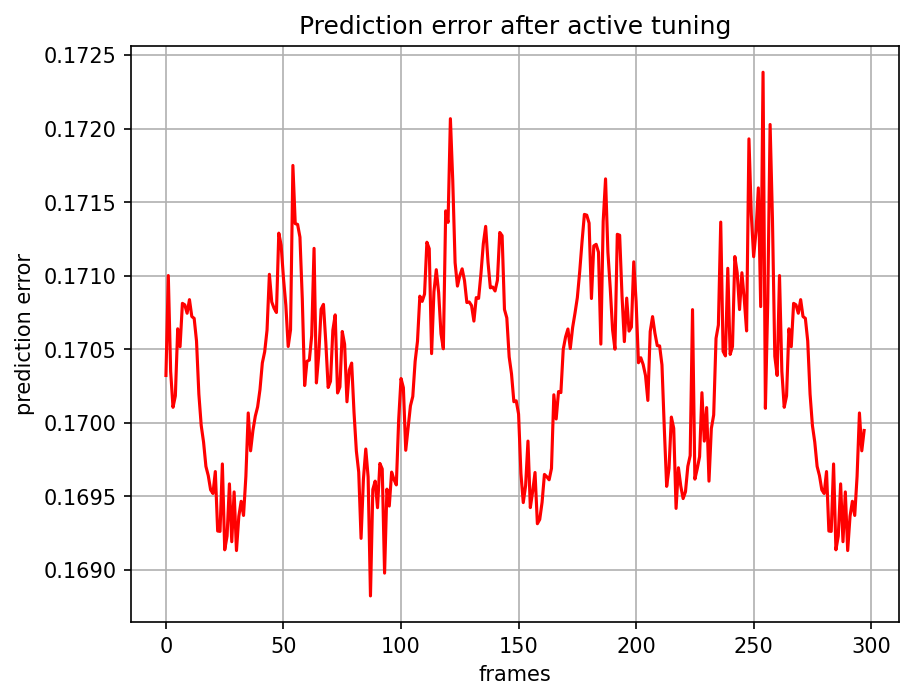 Prediction error after active tuning
0.1725
0.1720
0.1715
0.1710
0.1705
0.1700
0.1695
0.1690
prediction error
0 50 100 150 200 250 300
frames